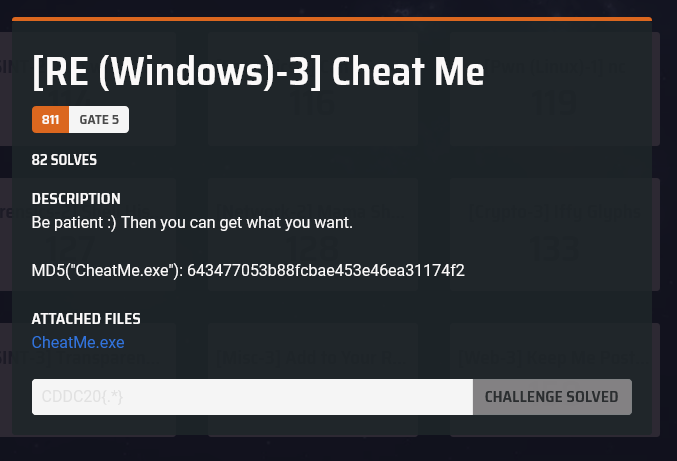 [RE (Windows)-3] Cheat Me
811 GATE 5
82 SOLVES
DESCRIPTION
Be patient :) Then you can get what you want.
MD5("CheatMe.exe"): 643477053b88fcbae453e46ea31174f2
ATTACHED FILES
CheatMe.exe
CDDC20{.*} CHALLENGE SOLVED